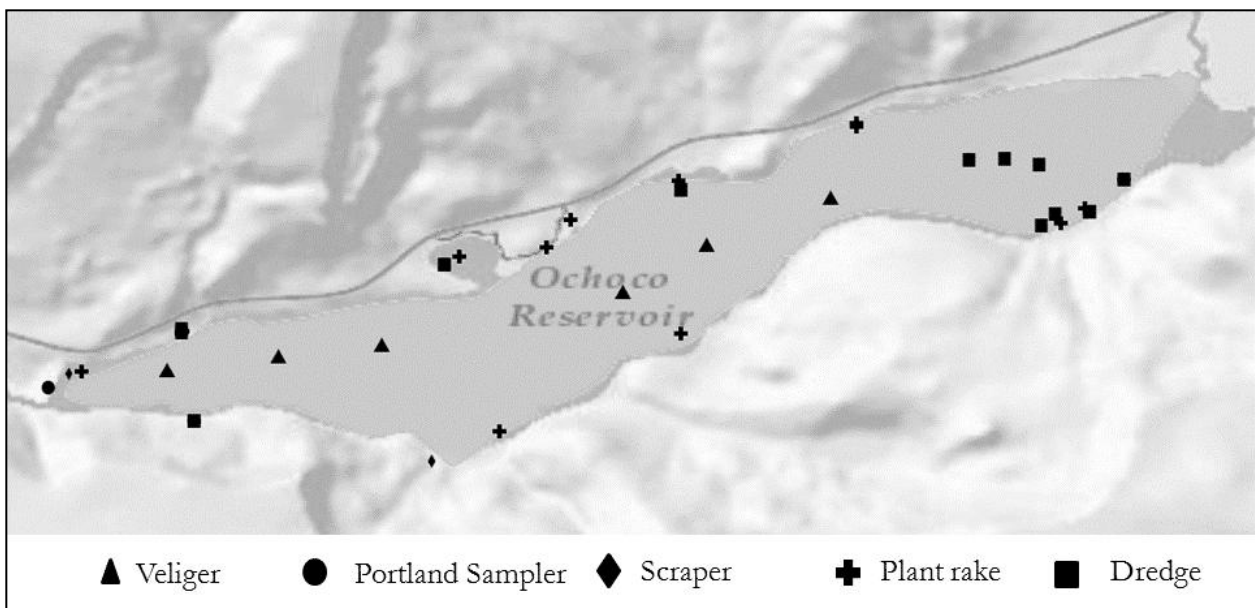 Ochoco
Reservoir
Veliger Portland Sampler Scraper Plant rake Dredge